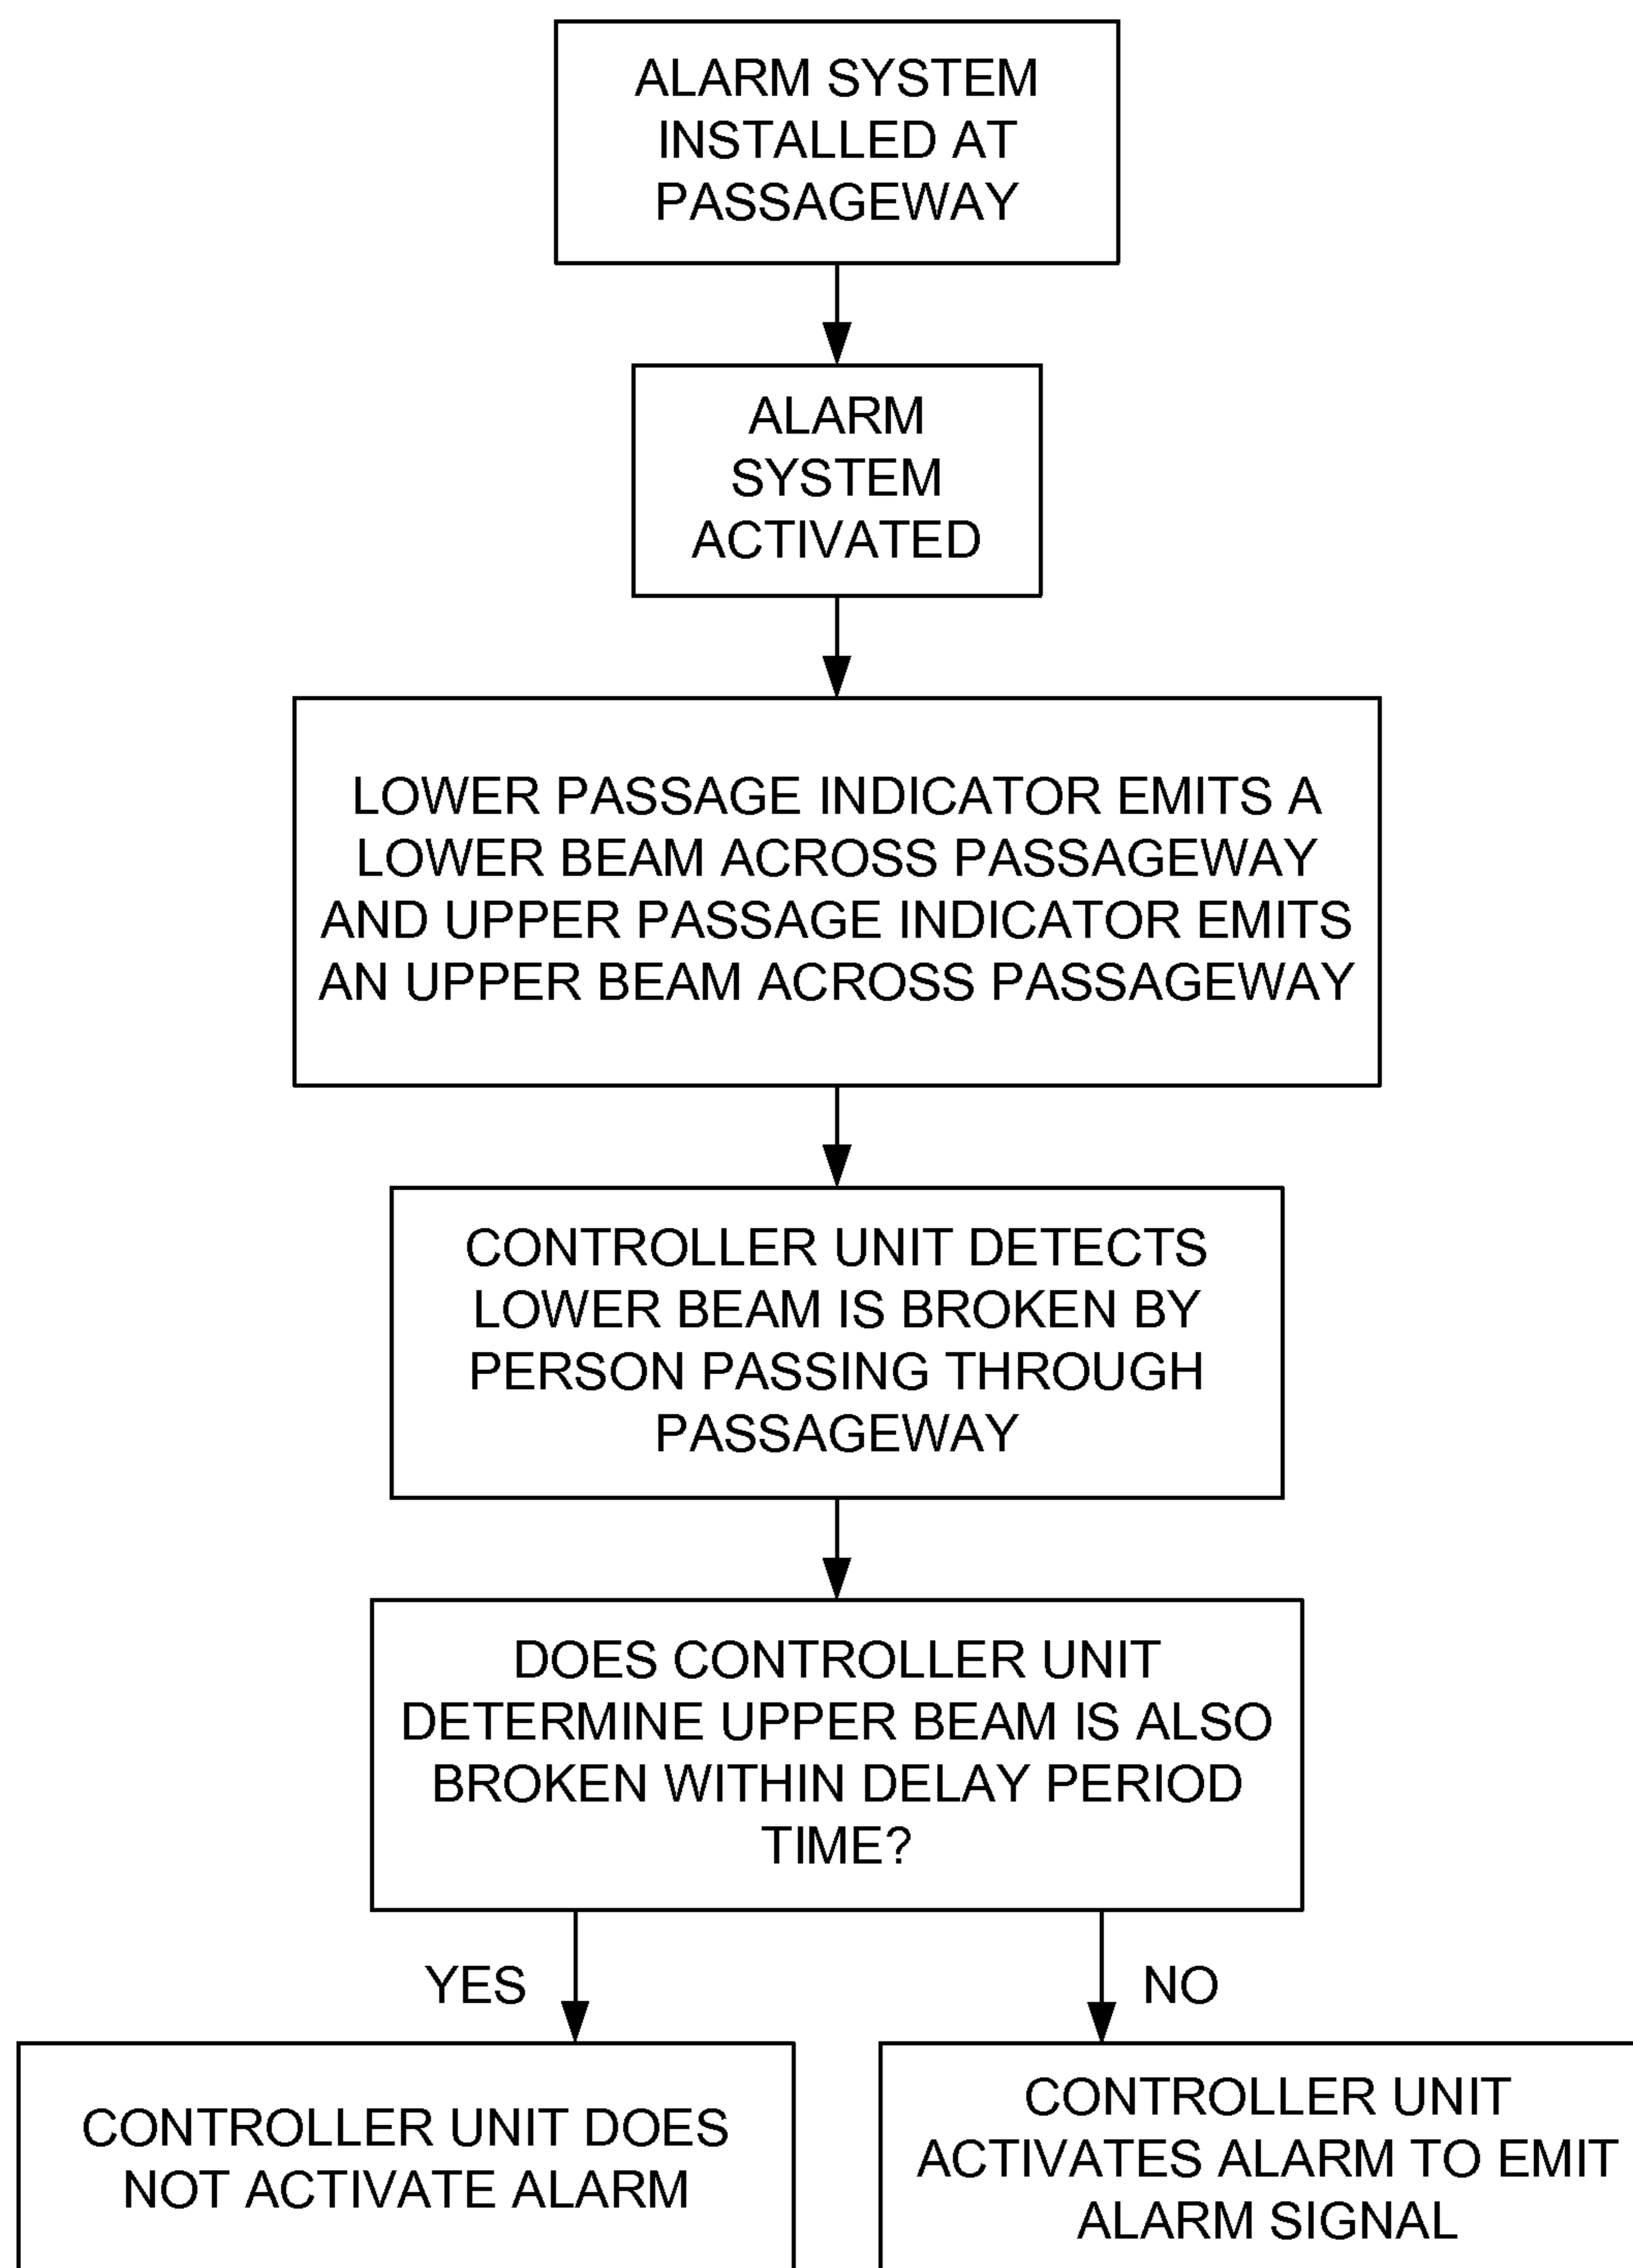 ALARM SYSTEM
INSTALLED AT
PASSAGEWAY
ALARM
SYSTEM
ACTIVATED
LOWER PASSAGE INDICATOR EMITS A
LOWER BEAM ACROSS PASSAGEWAY
AND UPPER PASSAGE INDICATOR EMITS
AN UPPER BEAM ACROSS PASSAGEWAY
CONTROLLER UNIT DETECTS
LOWER BEAM IS BROKEN BY
PERSON PASSING THROUGH
PASSAGEWAY
DOES CONTROLLER UNIT
DETERMINE UPPER BEAM IS ALSO
BROKEN WITHIN DELAY PERIOD
TIME?
YES
NO
CONTROLLER UNIT DOES
NOT ACTIVATE ALARM
CONTROLLER UNIT
ACTIVATES ALARM TO EMIT
ALARM SIGNAL